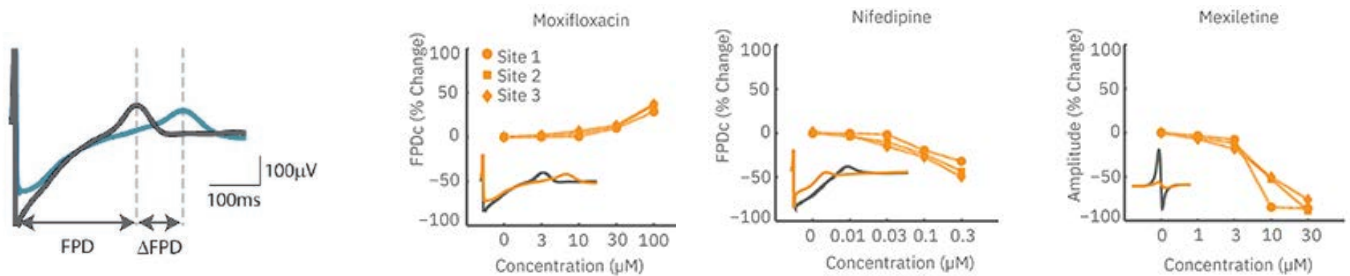 100µV
100ms
FPD
ΔFPD
Moxifloxacin
FPDc (% Change)
100
50
0
−50
−100
Site 1
Site 2
Site 3
0 3 10 30 100
Concentration (µM)
Nifedipine
FPDc (% Change)
100
50
0
−50
−100
0 0.01 0.03 0.1 0.3
Concentration (µM)
Mexiletine
Amplitude (% Change)
100
50
0
−50
−100
0 1 3 10 30
Concentration (µM)